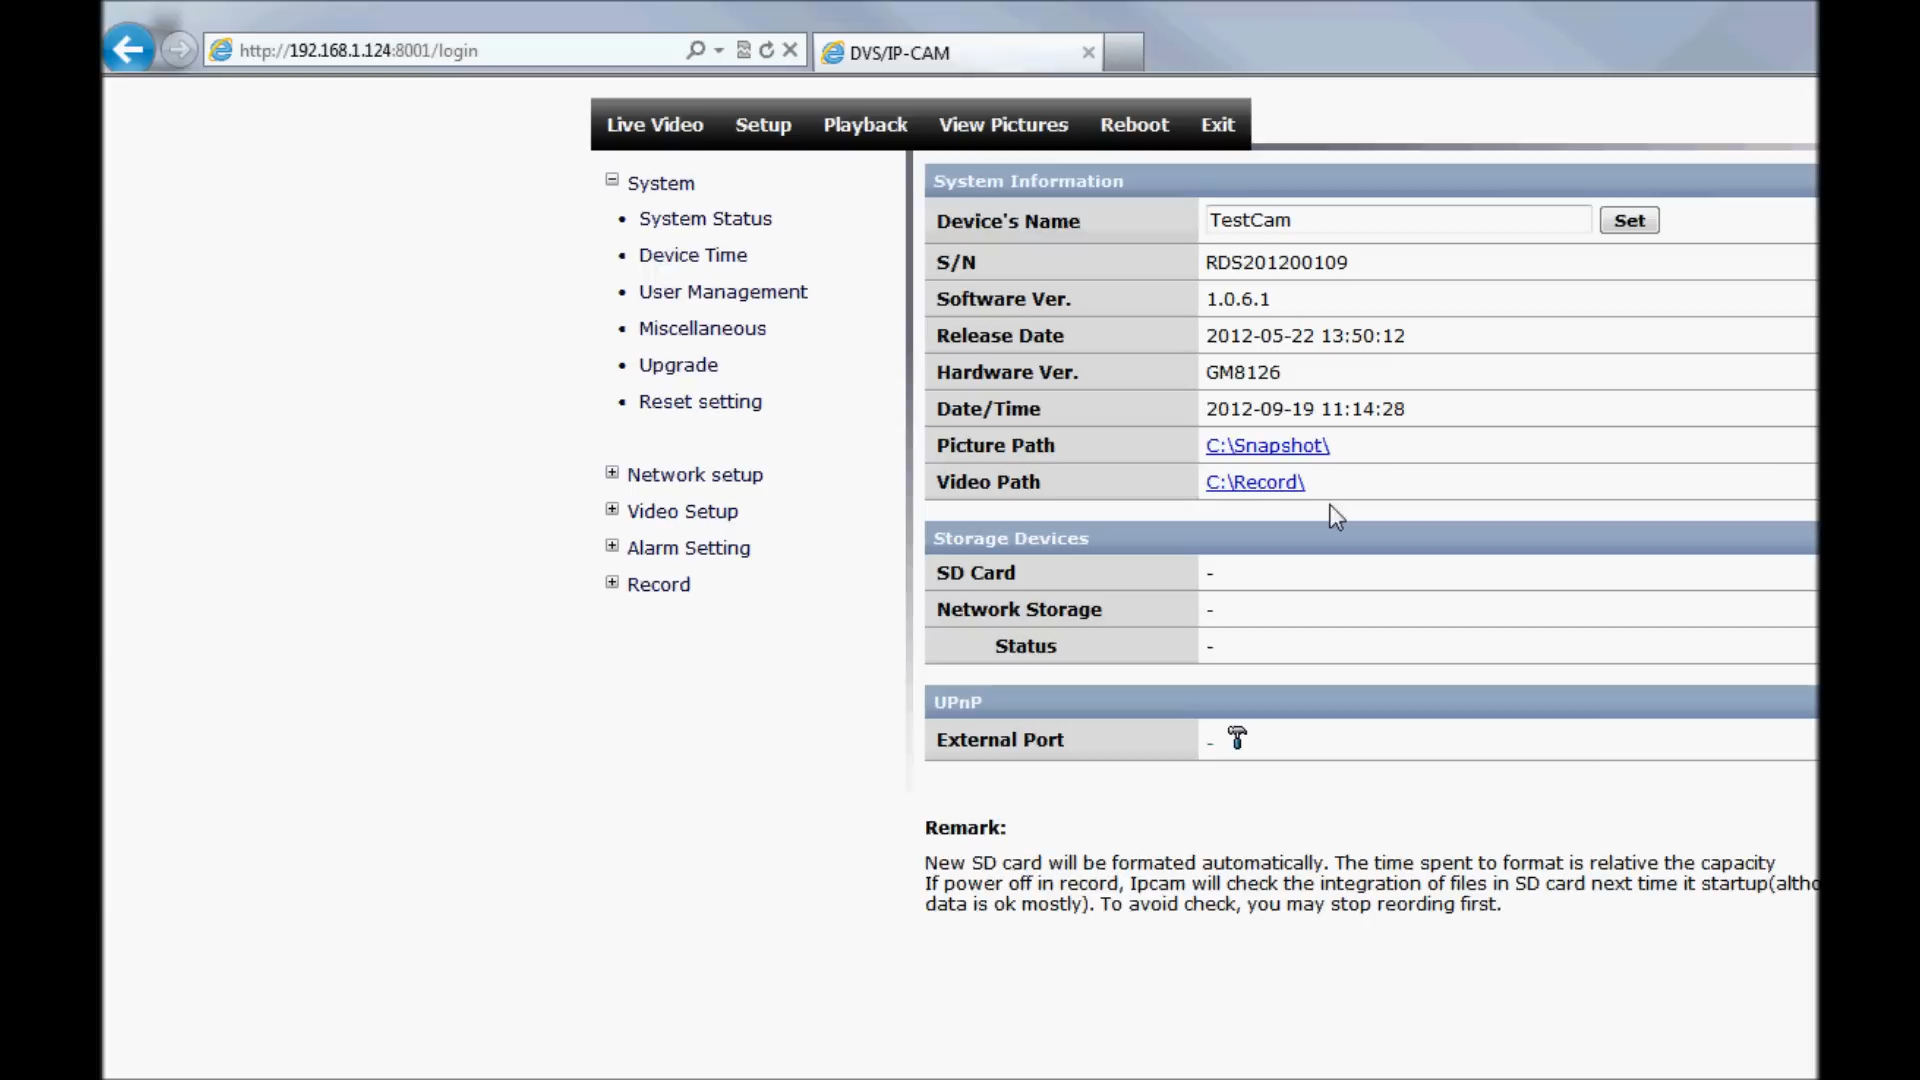 http://192.168.1.124:8001/login
DVS/IP-CAM
Live Video Setup Playback View Pictures Reboot Exit
System
System Status
Device Time
User Management
Miscellaneous
Upgrade
Reset setting
Network setup
Video Setup
Alarm Setting
Record
System Information
Device's Name TestCam Set
S/N RDS201200109
Software Ver. 1.0.6.1
Release Date 2012-05-22 13:50:12
Hardware Ver. GM8126
Date/Time 2012-09-19 11:14:28
Picture Path C:\Snapshot\
Video Path C:\Record\
Storage Devices
SD Card -
Network Storage -
Status -
UPnP
External Port -
Remark:
New SD card will be formated automatically. The time spent to format is relative the capacity
If power off in record, Ipcam will check the integration of files in SD card next time it startup(altho
data is ok mostly). To avoid check, you may stop reording first.